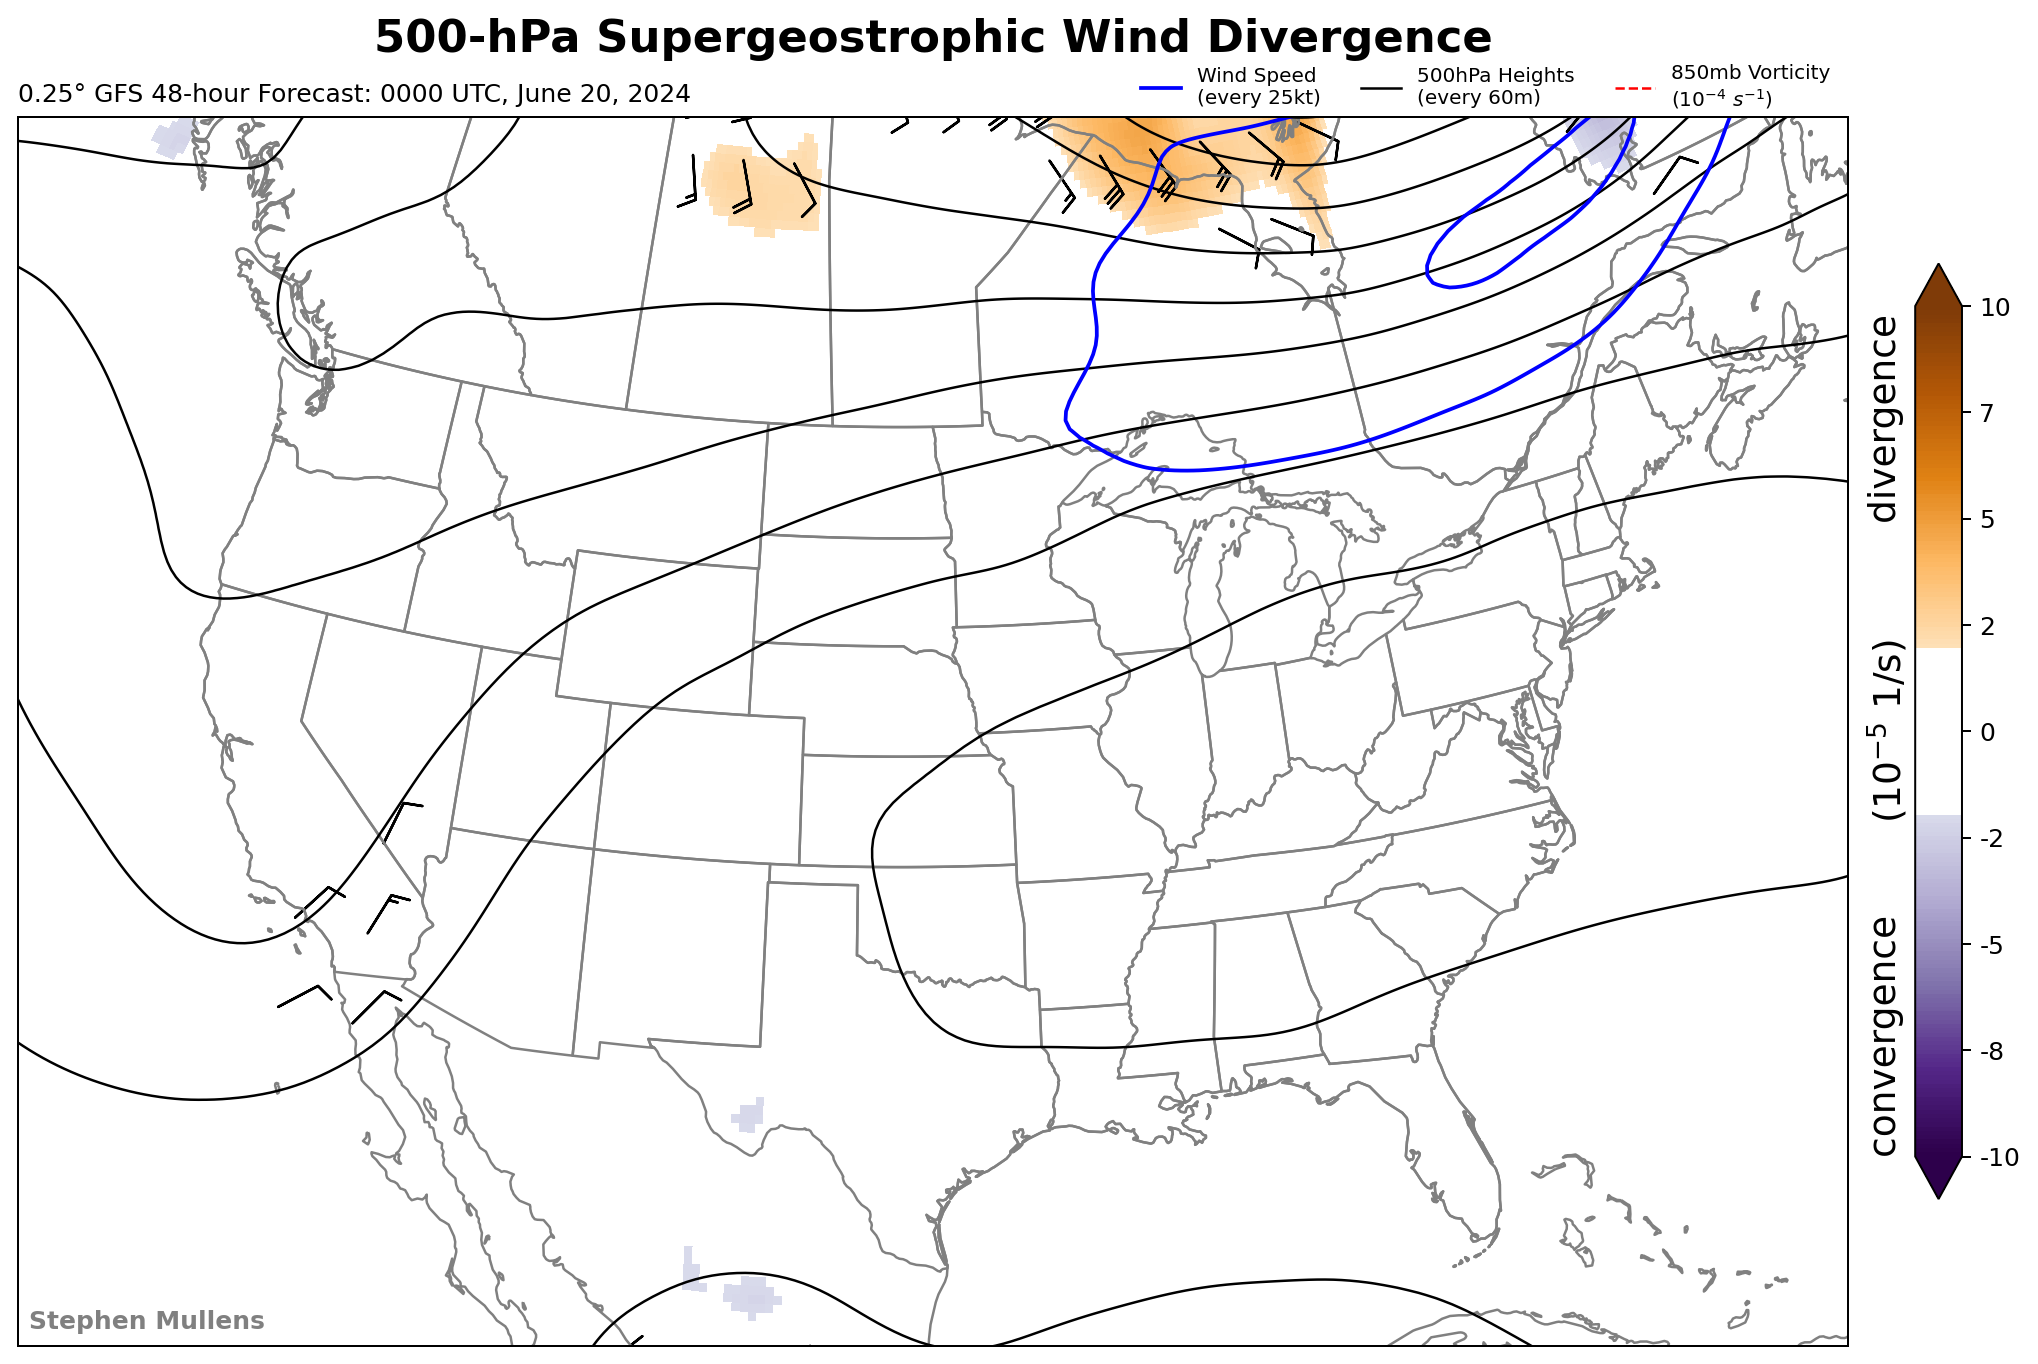 500-hPa Supergeostrophic Wind Divergence
0.25° GFS 48-hour Forecast: 0000 UTC, June 20, 2024
Wind Speed
(every 25kt)
500hPa Heights
(every 60m)
850mb Vorticity
(10⁻⁴ s⁻¹)
10
7
5
2
0
-2
-5
-8
-10
convergence (10⁻⁵ 1/s) divergence
Stephen Mullens